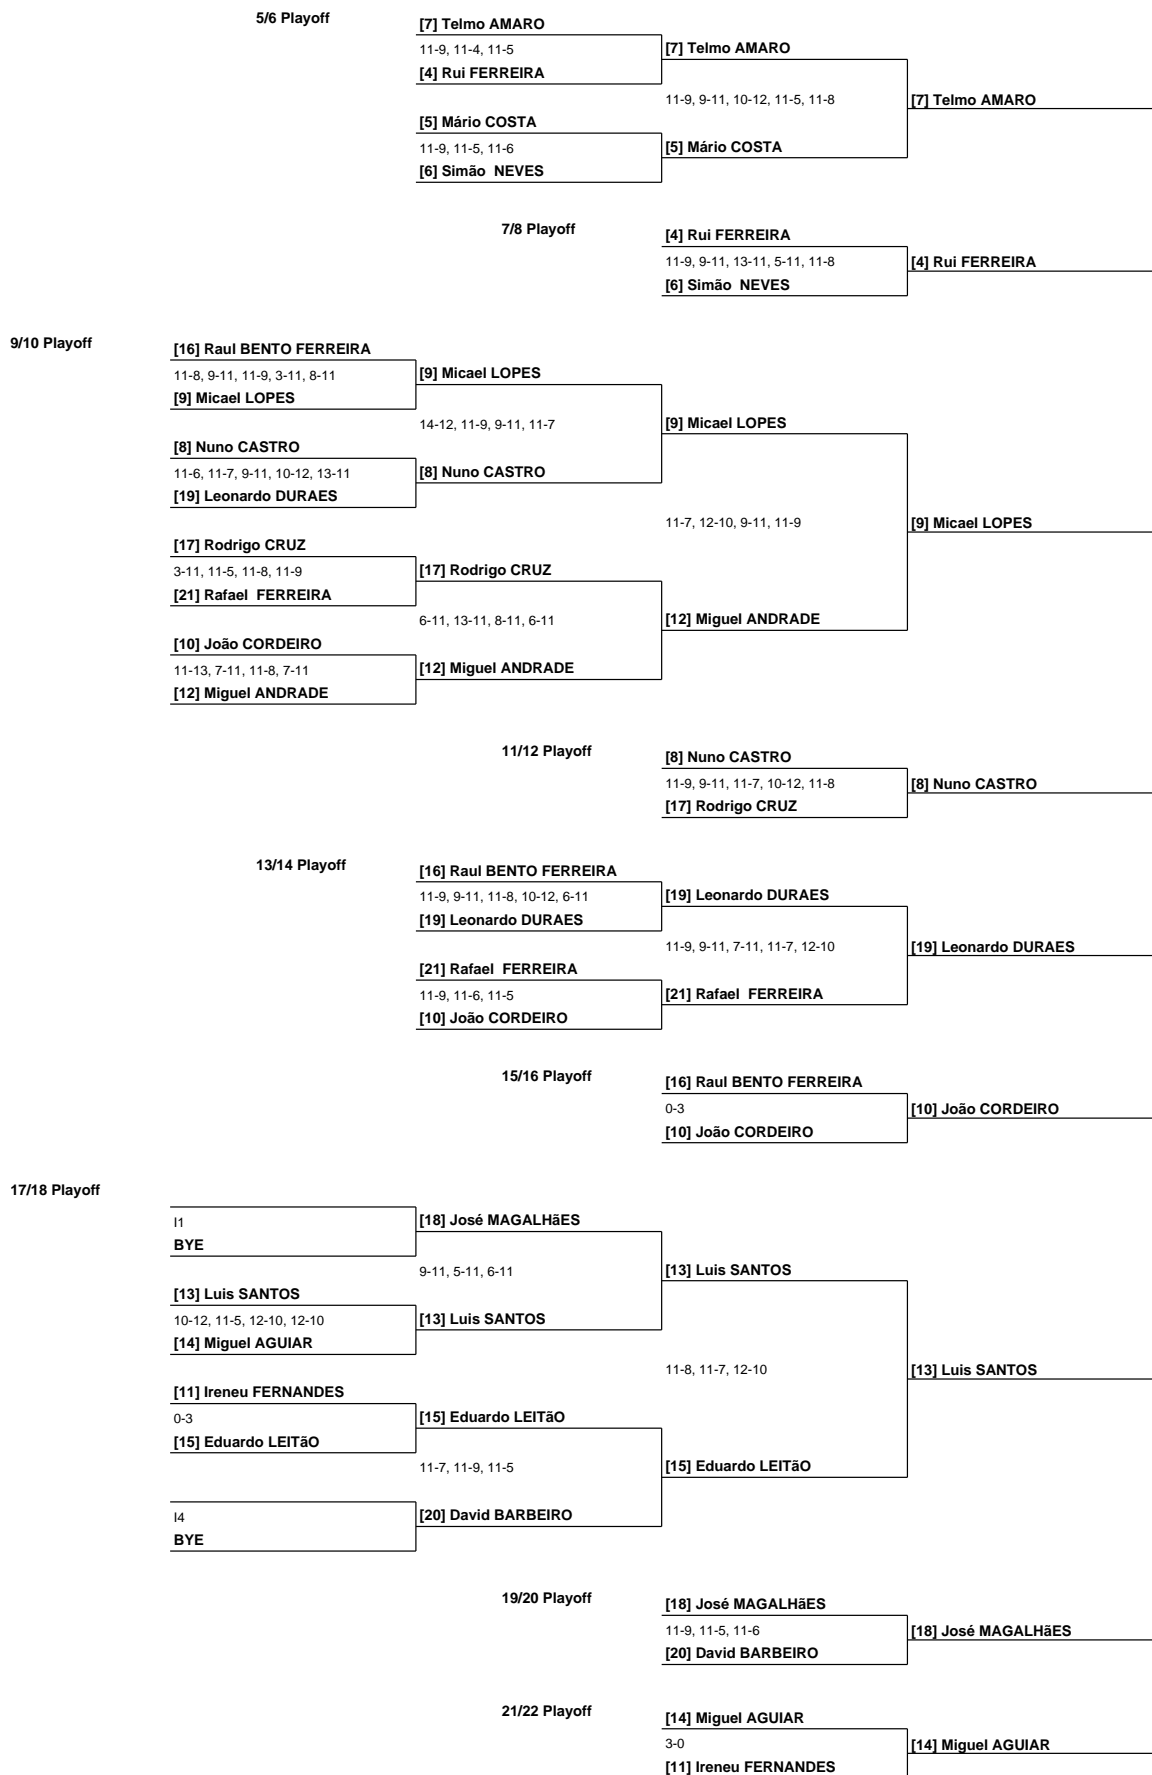 5/6 Playoff
[7] Telmo AMARO
11-9, 11-4, 11-5
[7] Telmo AMARO
[4] Rui FERREIRA
11-9, 9-11, 10-12, 11-5, 11-8
[7] Telmo AMARO
[5] Mário COSTA
11-9, 11-5, 11-6
[5] Mário COSTA
[6] Simão  NEVES
7/8 Playoff
[4] Rui FERREIRA
11-9, 9-11, 13-11, 5-11, 11-8
[4] Rui FERREIRA
[6] Simão  NEVES
9/10 Playoff
[16] Raul BENTO FERREIRA
11-8, 9-11, 11-9, 3-11, 8-11
[9] Micael LOPES
[9] Micael LOPES
14-12, 11-9, 9-11, 11-7
[9] Micael LOPES
[8] Nuno CASTRO
11-6, 11-7, 9-11, 10-12, 13-11
[8] Nuno CASTRO
[19] Leonardo DURAES
11-7, 12-10, 9-11, 11-9
[9] Micael LOPES
[17] Rodrigo CRUZ
3-11, 11-5, 11-8, 11-9
[17] Rodrigo CRUZ
[21] Rafael  FERREIRA
6-11, 13-11, 8-11, 6-11
[12] Miguel ANDRADE
[10] João CORDEIRO
11-13, 7-11, 11-8, 7-11
[12] Miguel ANDRADE
[12] Miguel ANDRADE
11/12 Playoff
[8] Nuno CASTRO
11-9, 9-11, 11-7, 10-12, 11-8
[8] Nuno CASTRO
[17] Rodrigo CRUZ
13/14 Playoff
[16] Raul BENTO FERREIRA
11-9, 9-11, 11-8, 10-12, 6-11
[19] Leonardo DURAES
[19] Leonardo DURAES
11-9, 9-11, 7-11, 11-7, 12-10
[19] Leonardo DURAES
[21] Rafael  FERREIRA
11-9, 11-6, 11-5
[21] Rafael  FERREIRA
[10] João CORDEIRO
15/16 Playoff
[16] Raul BENTO FERREIRA
0-3
[10] João CORDEIRO
[10] João CORDEIRO
17/18 Playoff
I1
[18] José MAGALHãES
BYE
9-11, 5-11, 6-11
[13] Luis SANTOS
[13] Luis SANTOS
10-12, 11-5, 12-10, 12-10
[13] Luis SANTOS
[14] Miguel AGUIAR
11-8, 11-7, 12-10
[13] Luis SANTOS
[11] Ireneu FERNANDES
0-3
[15] Eduardo LEITãO
[15] Eduardo LEITãO
11-7, 11-9, 11-5
[15] Eduardo LEITãO
I4
[20] David BARBEIRO
BYE
19/20 Playoff
[18] José MAGALHãES
11-9, 11-5, 11-6
[18] José MAGALHãES
[20] David BARBEIRO
21/22 Playoff
[14] Miguel AGUIAR
3-0
[14] Miguel AGUIAR
[11] Ireneu FERNANDES